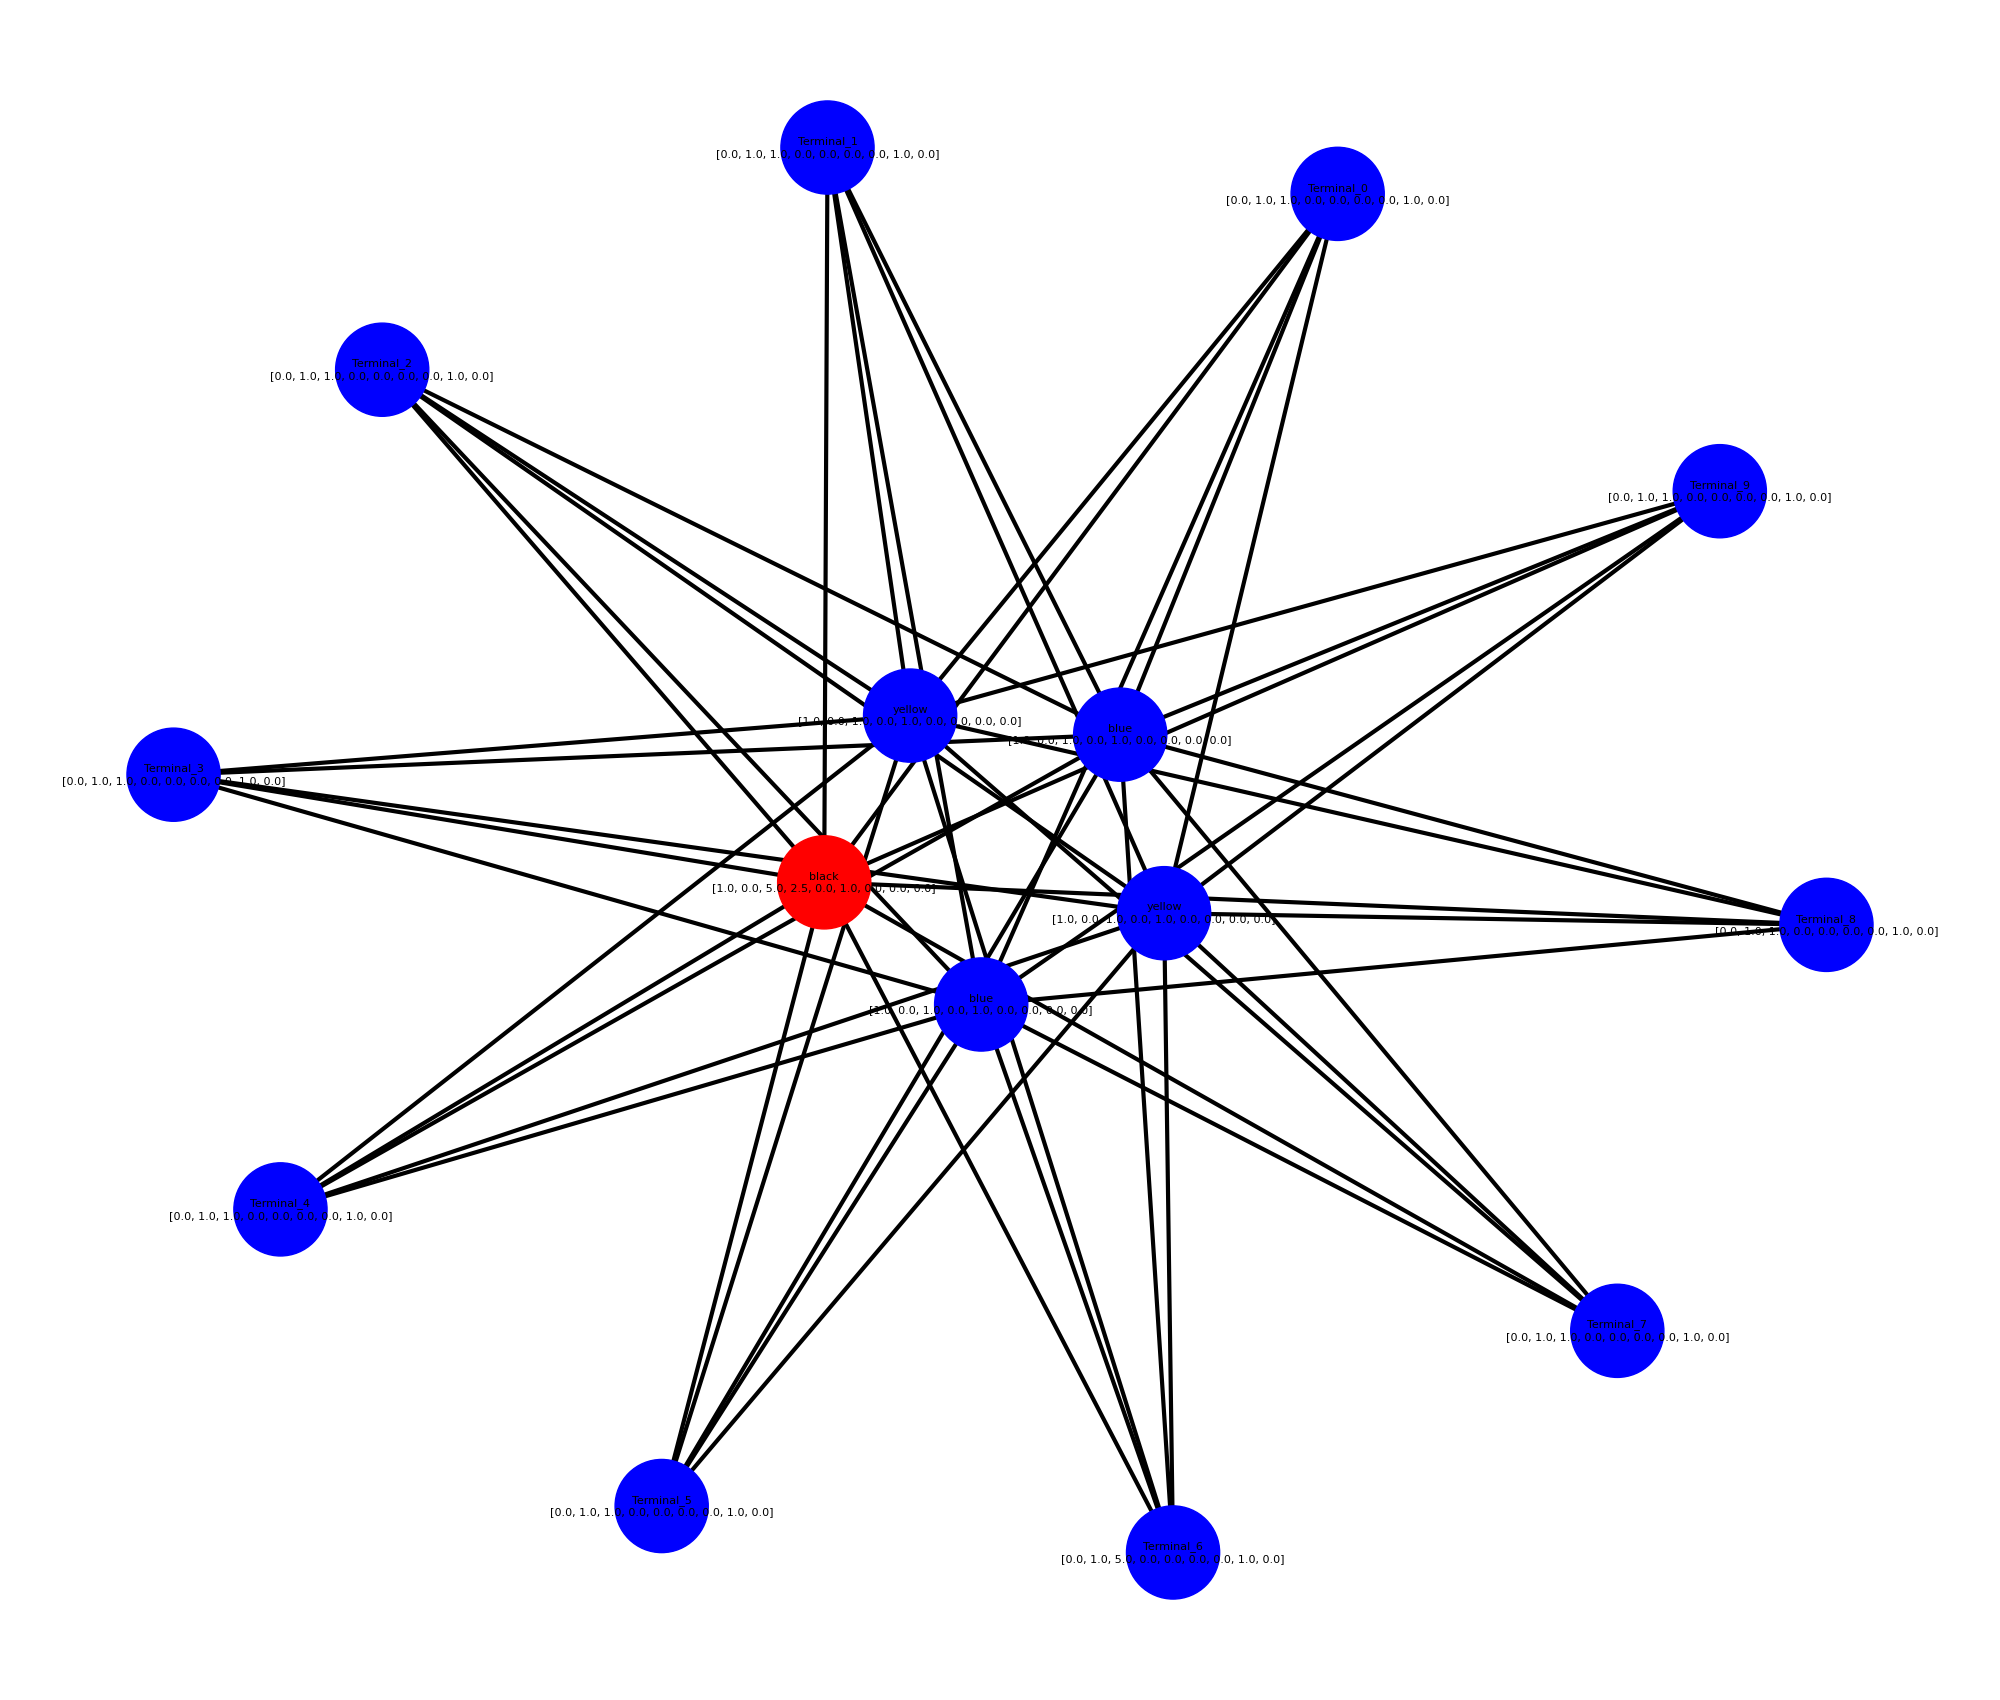 Terminal_1
[0.0, 1.0, 1.0, 0.0, 0.0, 0.0, 0.0, 1.0, 0.0]
Terminal_0
[0.0, 1.0, 1.0, 0.0, 0.0, 0.0, 0.0, 1.0, 0.0]
Terminal_2
[0.0, 1.0, 1.0, 0.0, 0.0, 0.0, 0.0, 1.0, 0.0]
Terminal_9
[0.0, 1.0, 1.0, 0.0, 0.0, 0.0, 0.0, 1.0, 0.0]
yellow
[1.0, 0.0, 1.0, 0.0, 1.0, 0.0, 0.0, 0.0, 0.0]
blue
[1.0, 0.0, 1.0, 0.0, 1.0, 0.0, 0.0, 0.0, 0.0]
Terminal_3
[0.0, 1.0, 1.0, 0.0, 0.0, 0.0, 0.0, 1.0, 0.0]
black
[1.0, 0.0, 5.0, 2.5, 0.0, 1.0, 0.0, 0.0, 0.0]
yellow
[1.0, 0.0, 1.0, 0.0, 1.0, 0.0, 0.0, 0.0, 0.0]
Terminal_8
[0.0, 1.0, 1.0, 0.0, 0.0, 0.0, 0.0, 1.0, 0.0]
blue
[1.0, 0.0, 1.0, 0.0, 1.0, 0.0, 0.0, 0.0, 0.0]
Terminal_4
[0.0, 1.0, 1.0, 0.0, 0.0, 0.0, 0.0, 1.0, 0.0]
Terminal_7
[0.0, 1.0, 1.0, 0.0, 0.0, 0.0, 0.0, 1.0, 0.0]
Terminal_5
[0.0, 1.0, 1.0, 0.0, 0.0, 0.0, 0.0, 1.0, 0.0]
Terminal_6
[0.0, 1.0, 5.0, 0.0, 0.0, 0.0, 0.0, 1.0, 0.0]